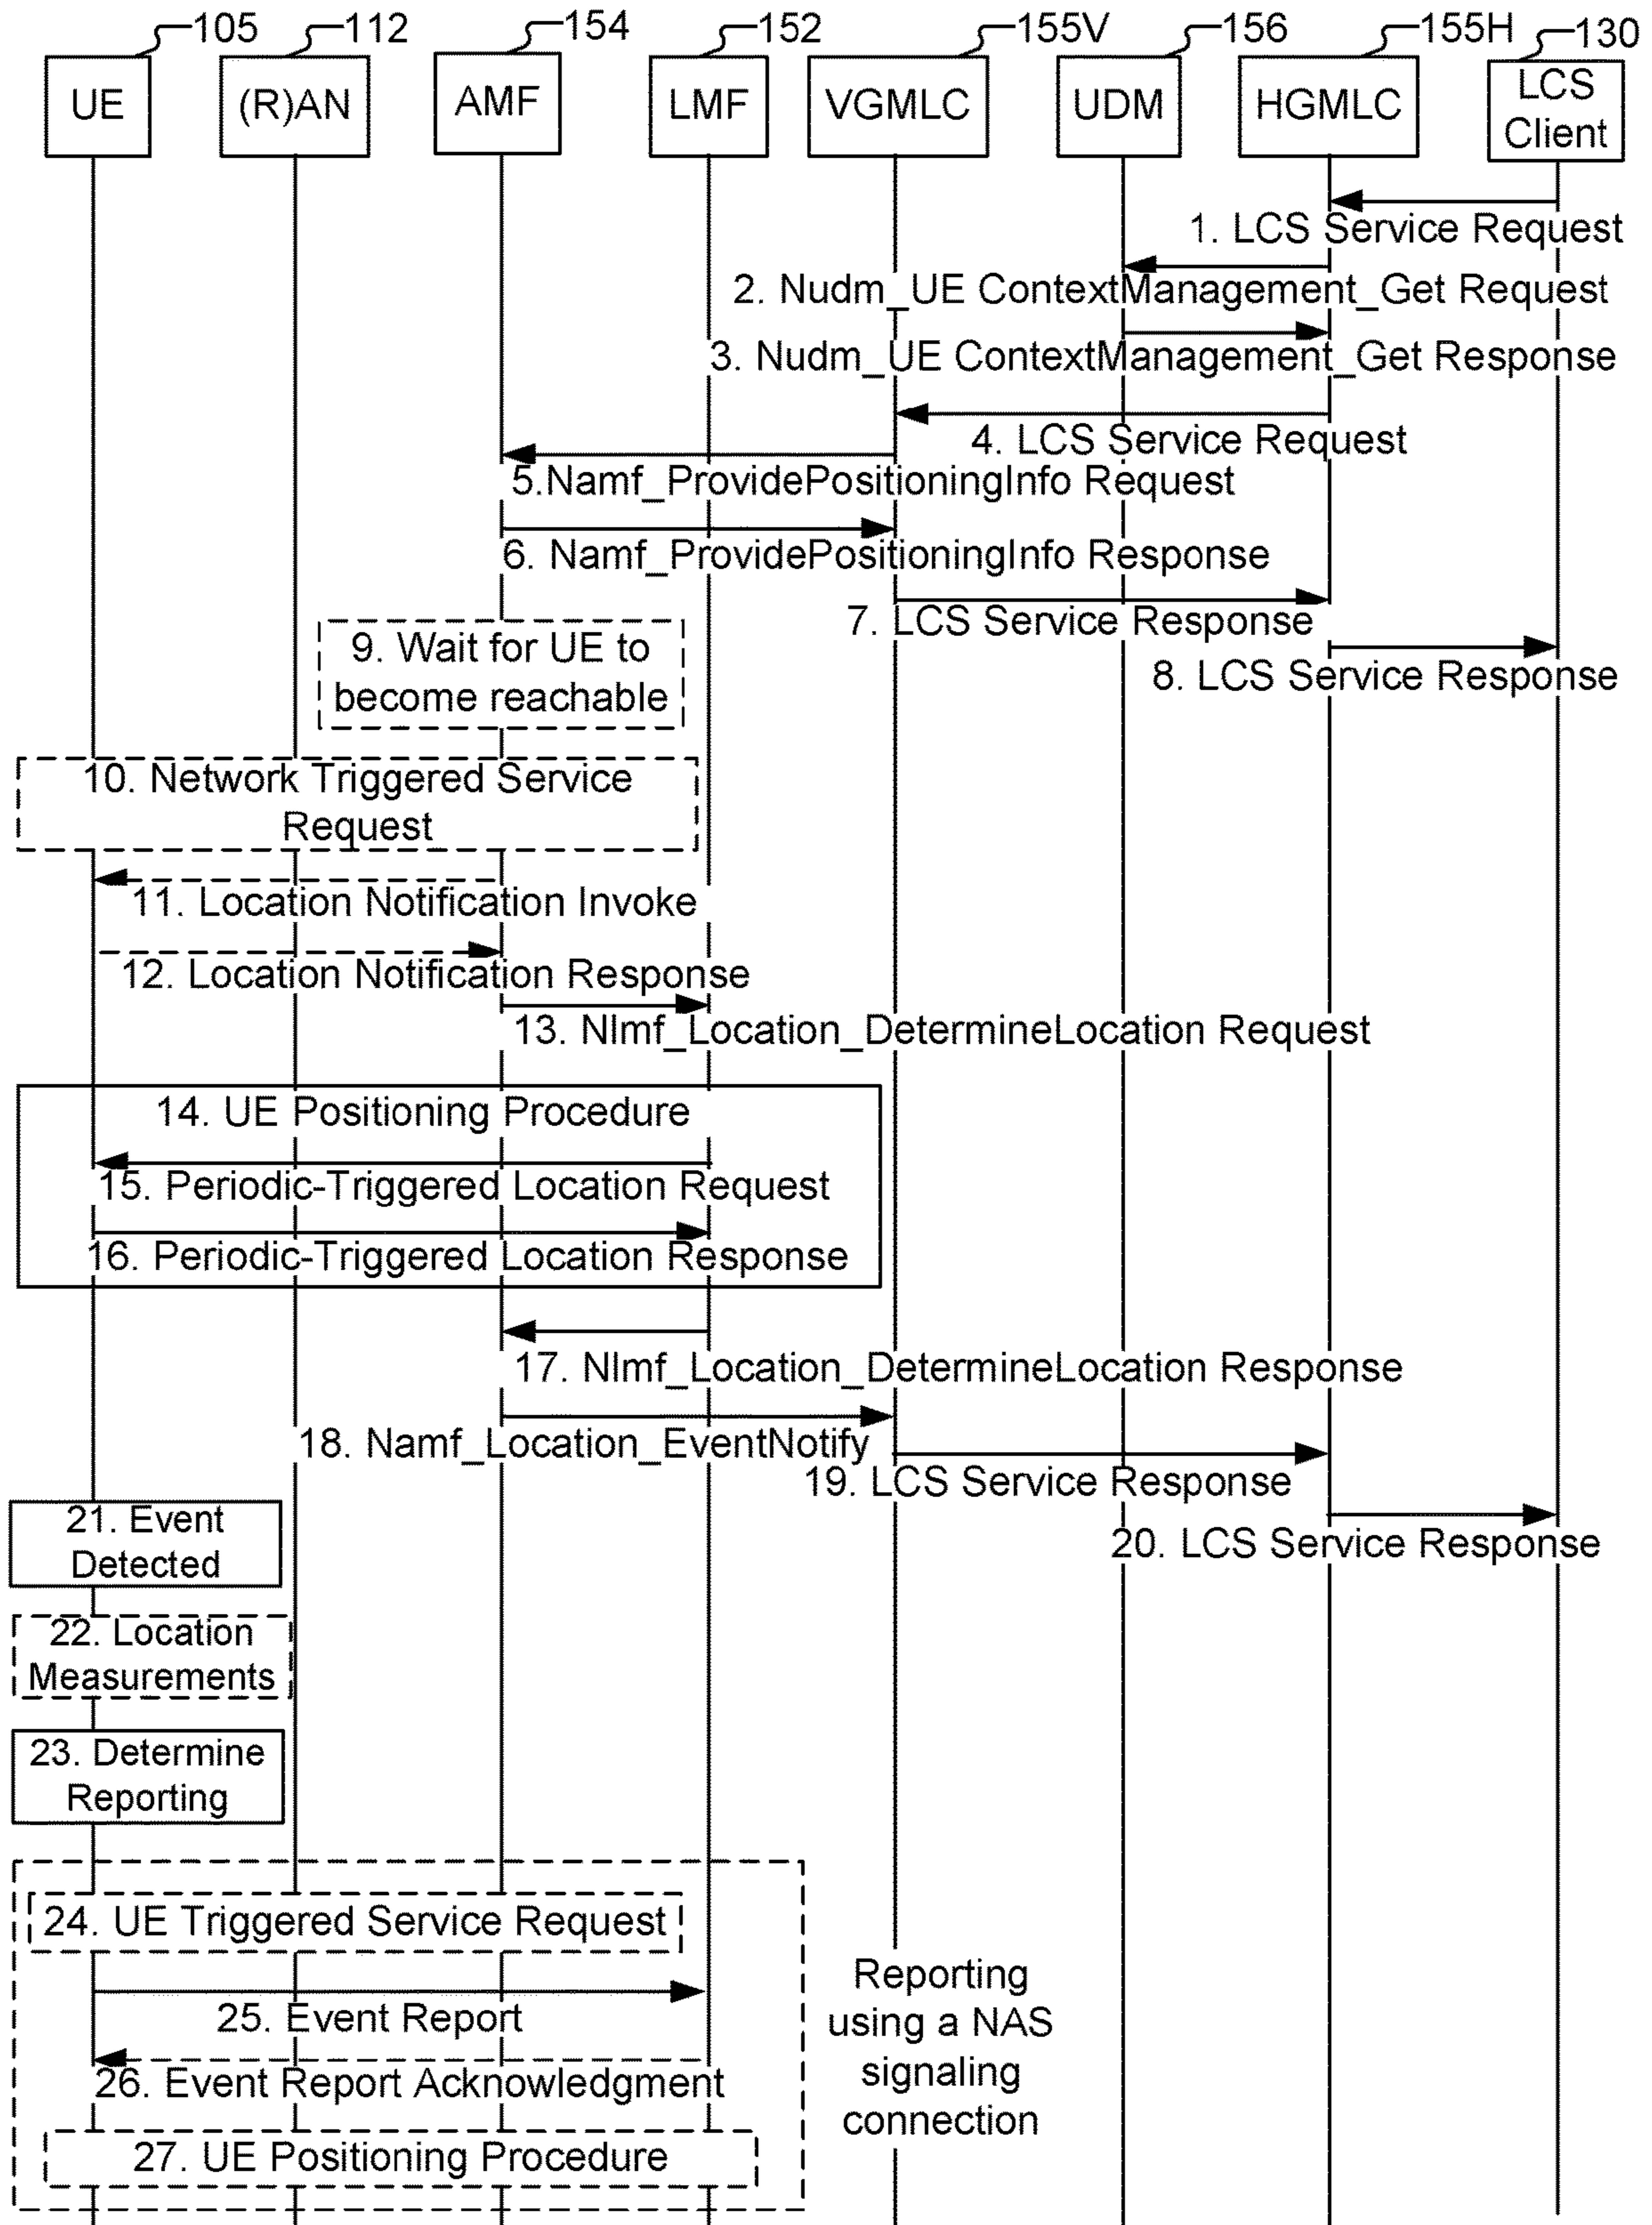 105
112
154
152
155V
156
155H
130
UE
(R)AN
AMF
LMF
VGMLC
UDM
HGMLC
LCS
Client
1. LCS Service Request
2. Nudm_UE ContextManagement_Get Request
3. Nudm_UE ContextManagement_Get Response
4. LCS Service Request
5.Namf_ProvidePositioningInfo Request
6. Namf_ProvidePositioningInfo Response
7. LCS Service Response
8. LCS Service Response
9. Wait for UE to
become reachable
10. Network Triggered Service
Request
11. Location Notification Invoke
12. Location Notification Response
13. Nlmf_Location_DetermineLocation Request
14. UE Positioning Procedure
15. Periodic-Triggered Location Request
16. Periodic-Triggered Location Response
17. Nlmf_Location_DetermineLocation Response
18. Namf_Location_EventNotify
19. LCS Service Response
20. LCS Service Response
21. Event
Detected
22. Location
Measurements
23. Determine
Reporting
24. UE Triggered Service Request
25. Event Report
26. Event Report Acknowledgment
27. UE Positioning Procedure
Reporting
using a NAS
signaling
connection